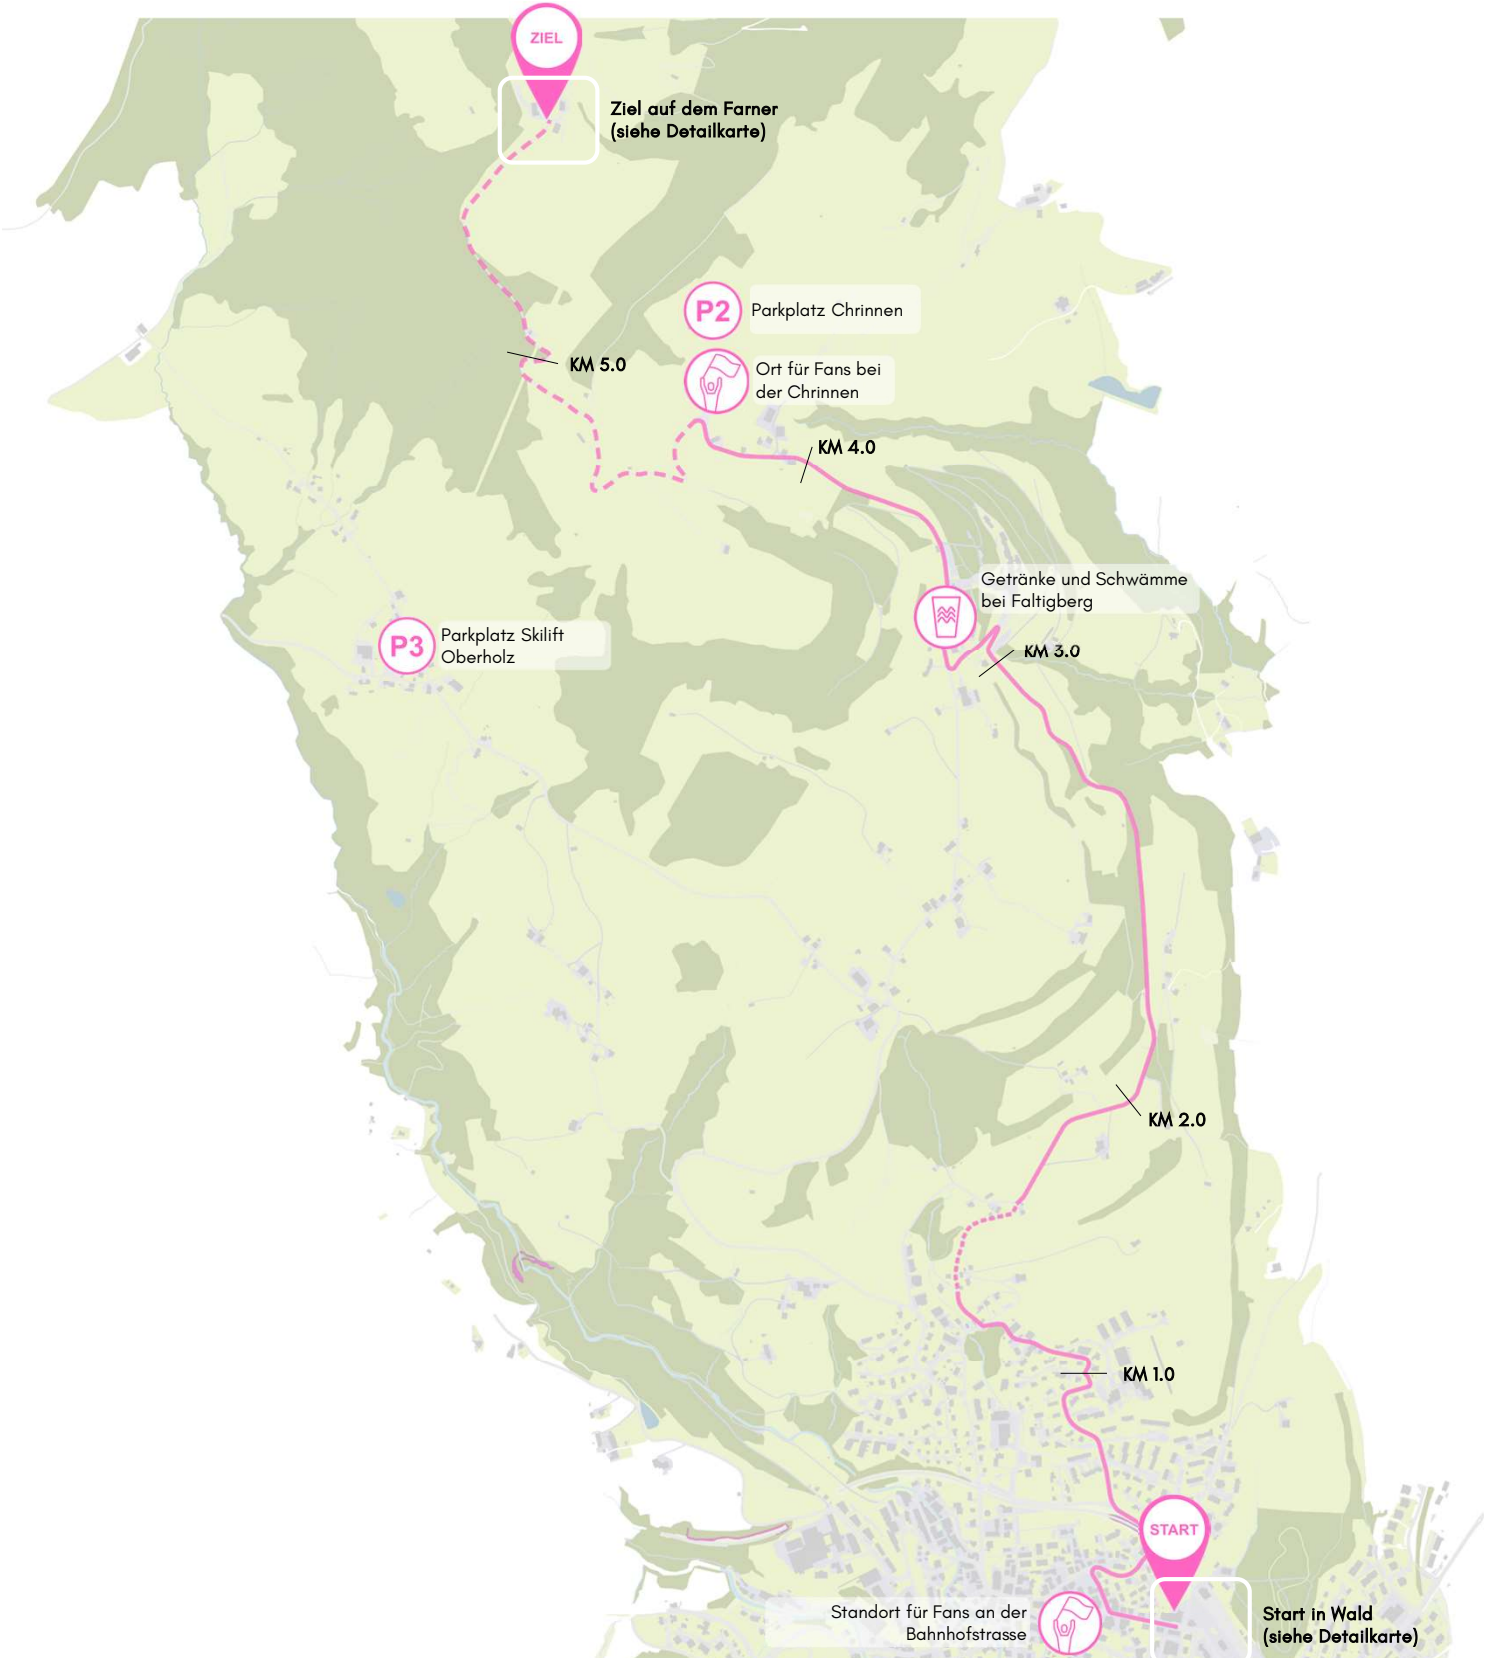 ZIEL
Ziel auf dem Farner
(siehe Detailkarte)
P2
Parkplatz Chrinnen
KM 5.0
Ort für Fans bei
der Chrinnen
KM 4.0
Getränke und Schwämme
bei Faltigberg
P3
Parkplatz Skilift
Oberholz
KM 3.0
KM 2.0
KM 1.0
START
Standort für Fans an der
Bahnhofstrasse
Start in Wald
(siehe Detailkarte)